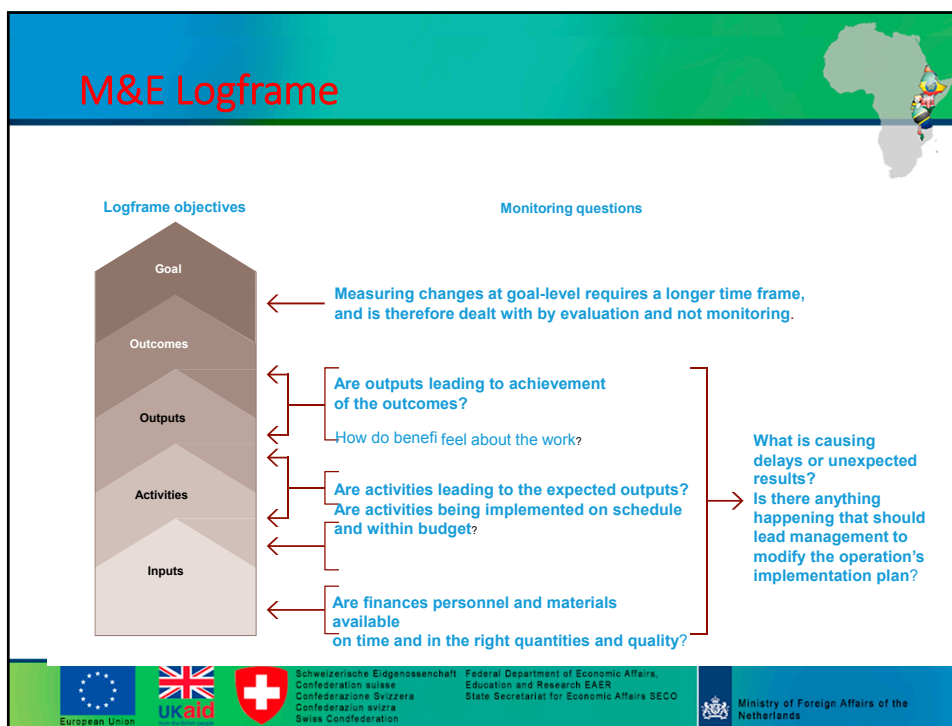 M&E Logframe
Logframe objectives
Monitoring questions
Goal
Measuring changes at goal-level requires a longer time frame,
and is therefore dealt with by evaluation and not monitoring.
Outcomes
Are outputs leading to achievement
of the outcomes?
Outputs
How do benefi feel about the work?
Activities
Are activities leading to the expected outputs?
Are activities being implemented on schedule
and within budget?
Inputs
Are finances personnel and materials
available
on time and in the right quantities and quality?
What is causing
delays or unexpected
results?
Is there anything
happening that should
lead management to
modify the operation's
implementation plan?
European Union
UKaid
from the British people
Schweizerische Eidgenossenschaft
Confederation suisse
Confederazione Svizzera
Confederaziun svizra
Swiss Condfederation
Federal Department of Economic Affairs,
Education and Research EAER
State Secretariat for Economic Affairs SECO
Ministry of Foreign Affairs of the
Netherlands